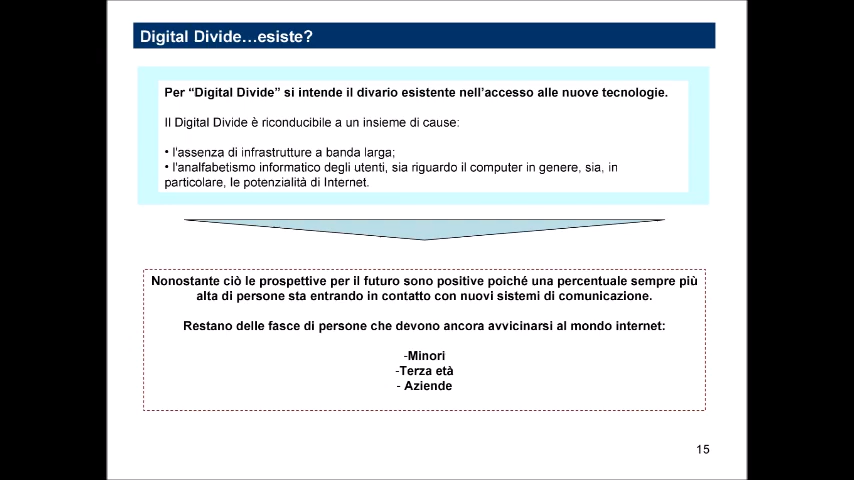 Digital Divide…esiste?
Per “Digital Divide” si intende il divario esistente nell’accesso alle nuove tecnologie.
Il Digital Divide è riconducibile a un insieme di cause:
• l'assenza di infrastrutture a banda larga;
• l'analfabetismo informatico degli utenti, sia riguardo il computer in genere, sia, in
particolare, le potenzialità di Internet.
Nonostante ciò le prospettive per il futuro sono positive poiché una percentuale sempre più
alta di persone sta entrando in contatto con nuovi sistemi di comunicazione.
Restano delle fasce di persone che devono ancora avvicinarsi al mondo internet:
-Minori
-Terza età
- Aziende
15